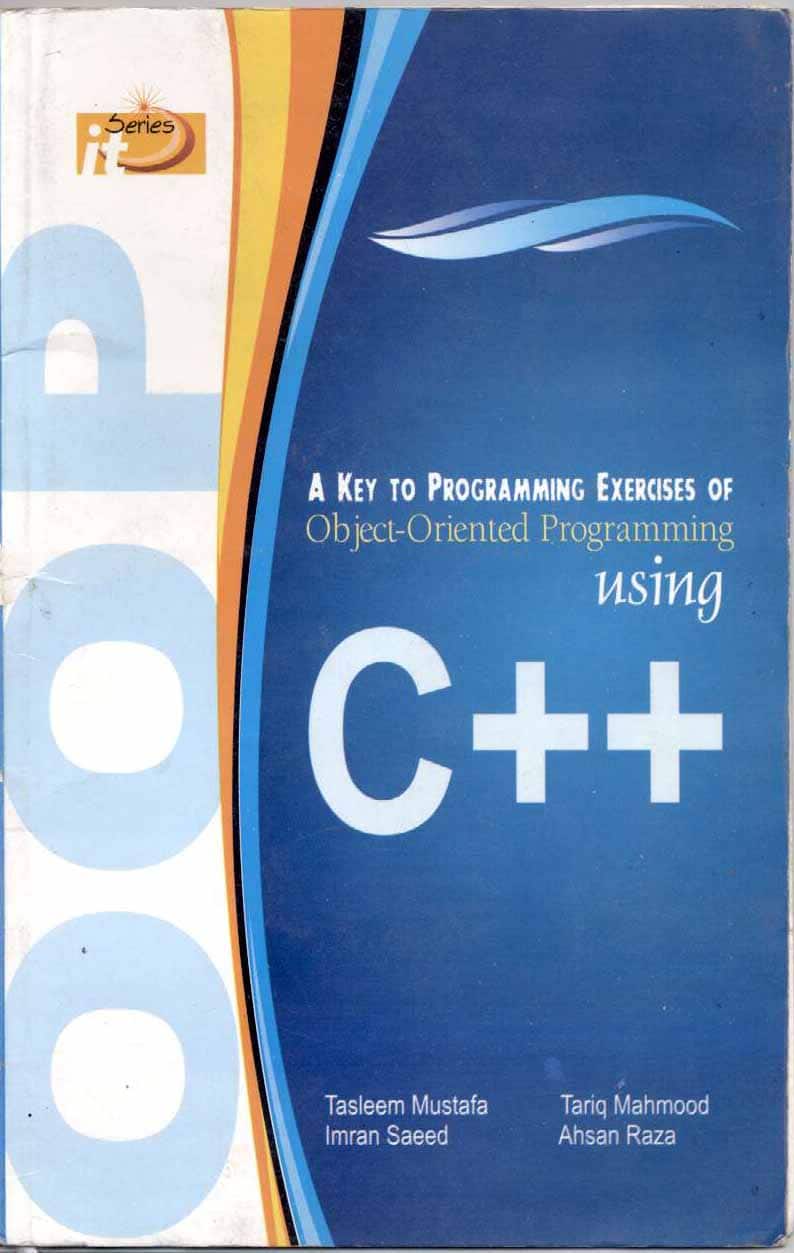 Series
it
OOP
A KEY TO PROGRAMMING EXERCISES OF
Object-Oriented Programming
using
C++
Tasleem Mustafa Tariq Mahmood
Imran Saeed Ahsan Raza